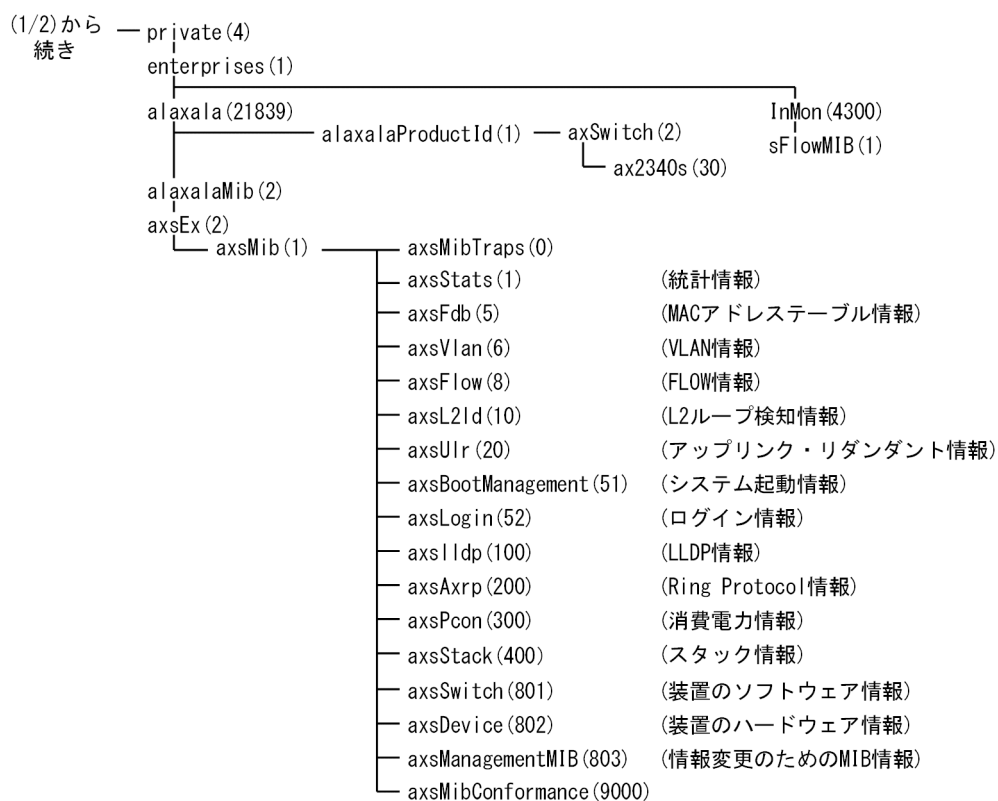 (1/2)から
続き
private(4)
enterprises(1)
alaxala(21839)
InMon(4300)
alaxalaProductId(1)
axSwitch(2)
sFlowMIB(1)
ax2340s(30)
alaxalaMib(2)
axsEx(2)
axsMib(1)
axsMibTraps(0)
axsStats(1) (統計情報)
axsFdb(5) (MACアドレステーブル情報)
axsVlan(6) (VLAN情報)
axsFlow(8) (FLOW情報)
axsL2ld(10) (L2ループ検知情報)
axsUlr(20) (アップリンク・リダンダント情報)
axsBootManagement(51) (システム起動情報)
axsLogin(52) (ログイン情報)
axslldp(100) (LLDP情報)
axsAxrp(200) (Ring Protocol情報)
axsPcon(300) (消費電力情報)
axsStack(400) (スタック情報)
axsSwitch(801) (装置のソフトウェア情報)
axsDevice(802) (装置のハードウェア情報)
axsManagementMIB(803) (情報変更のためのMIB情報)
axsMibConformance(9000)